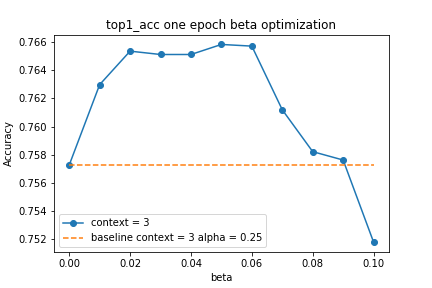 top1_acc one epoch beta optimization
0.766
0.764
0.762
0.760
0.758
0.756
0.754
0.752
Accuracy
context = 3
baseline context = 3 alpha = 0.25
0.00 0.02 0.04 0.06 0.08 0.10
beta